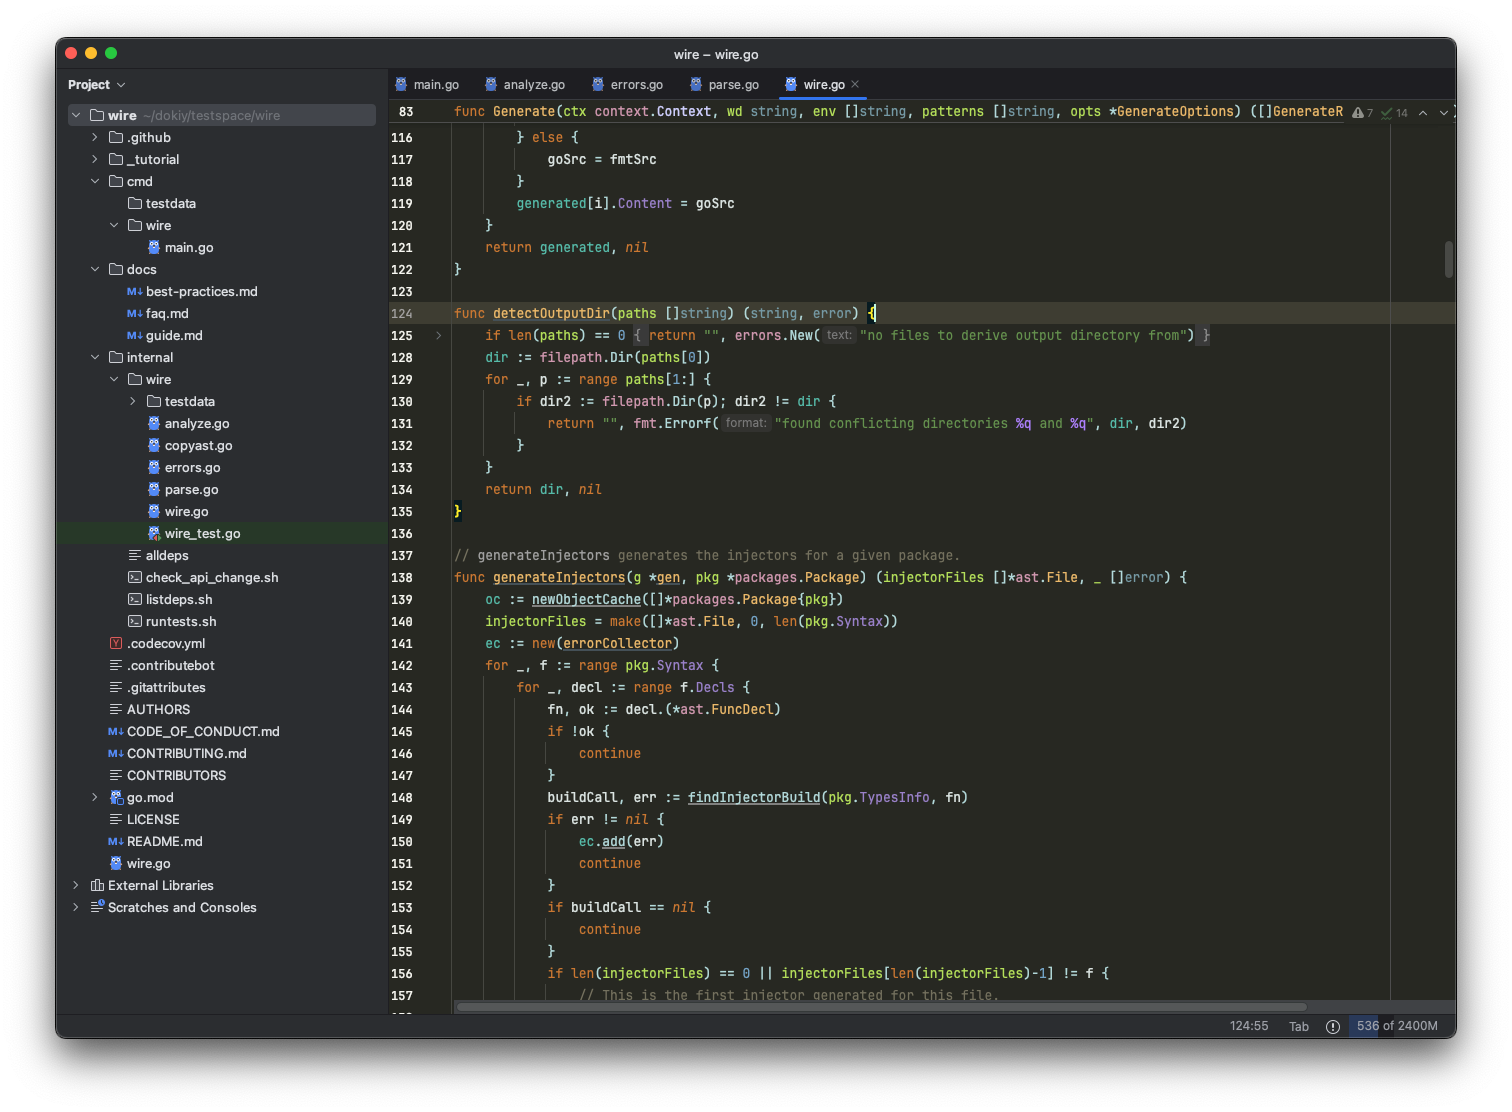 wire – wire.go
Project
wire ~/dokiy/testspace/wire
.github
_tutorial
cmd
testdata
wire
main.go
docs
M↓ best-practices.md
M↓ faq.md
M↓ guide.md
internal
wire
testdata
analyze.go
copyast.go
errors.go
parse.go
wire.go
wire_test.go
alldeps
check_api_change.sh
listdeps.sh
runtests.sh
Y .codecov.yml
.contributebot
.gitattributes
AUTHORS
M↓ CODE_OF_CONDUCT.md
M↓ CONTRIBUTING.md
CONTRIBUTORS
go.mod
LICENSE
M↓ README.md
wire.go
External Libraries
Scratches and Consoles
main.go analyze.go errors.go parse.go wire.go
83 func Generate(ctx context.Context, wd string, env []string, patterns []string, opts *GenerateOptions) ([]GenerateR 7 14
116 } else {
117 goSrc = fmtSrc
118 }
119 generated[i].Content = goSrc
120 }
121 return generated, nil
122 }
123
124 func detectOutputDir(paths []string) (string, error) {
125 if len(paths) == 0 { return "", errors.New( text: "no files to derive output directory from") }
128 dir := filepath.Dir(paths[0])
129 for _, p := range paths[1:] {
130 if dir2 := filepath.Dir(p); dir2 != dir {
131 return "", fmt.Errorf( format: "found conflicting directories %q and %q", dir, dir2)
132 }
133 }
134 return dir, nil
135 }
136
137 // generateInjectors generates the injectors for a given package.
138 func generateInjectors(g *gen, pkg *packages.Package) (injectorFiles []*ast.File, _ []error) {
139 oc := newObjectCache([]*packages.Package{pkg})
140 injectorFiles = make([]*ast.File, 0, len(pkg.Syntax))
141 ec := new(errorCollector)
142 for _, f := range pkg.Syntax {
143 for _, decl := range f.Decls {
144 fn, ok := decl.(*ast.FuncDecl)
145 if !ok {
146 continue
147 }
148 buildCall, err := findInjectorBuild(pkg.TypesInfo, fn)
149 if err != nil {
150 ec.add(err)
151 continue
152 }
153 if buildCall == nil {
154 continue
155 }
156 if len(injectorFiles) == 0 || injectorFiles[len(injectorFiles)-1] != f {
157 // This is the first injector generated for this file.
124:55 Tab 536 of 2400M